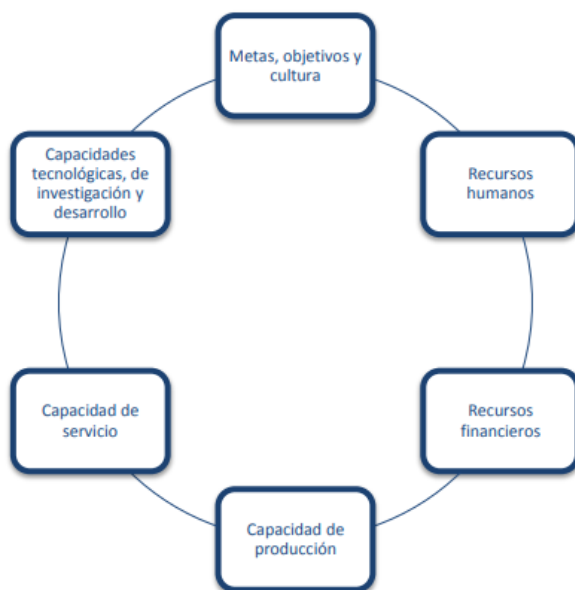 Metas, objetivos y
cultura
Recursos
humanos
Recursos
financieros
Capacidad de
producción
Capacidad de
servicio
Capacidades
tecnológicas, de
investigación y
desarrollo